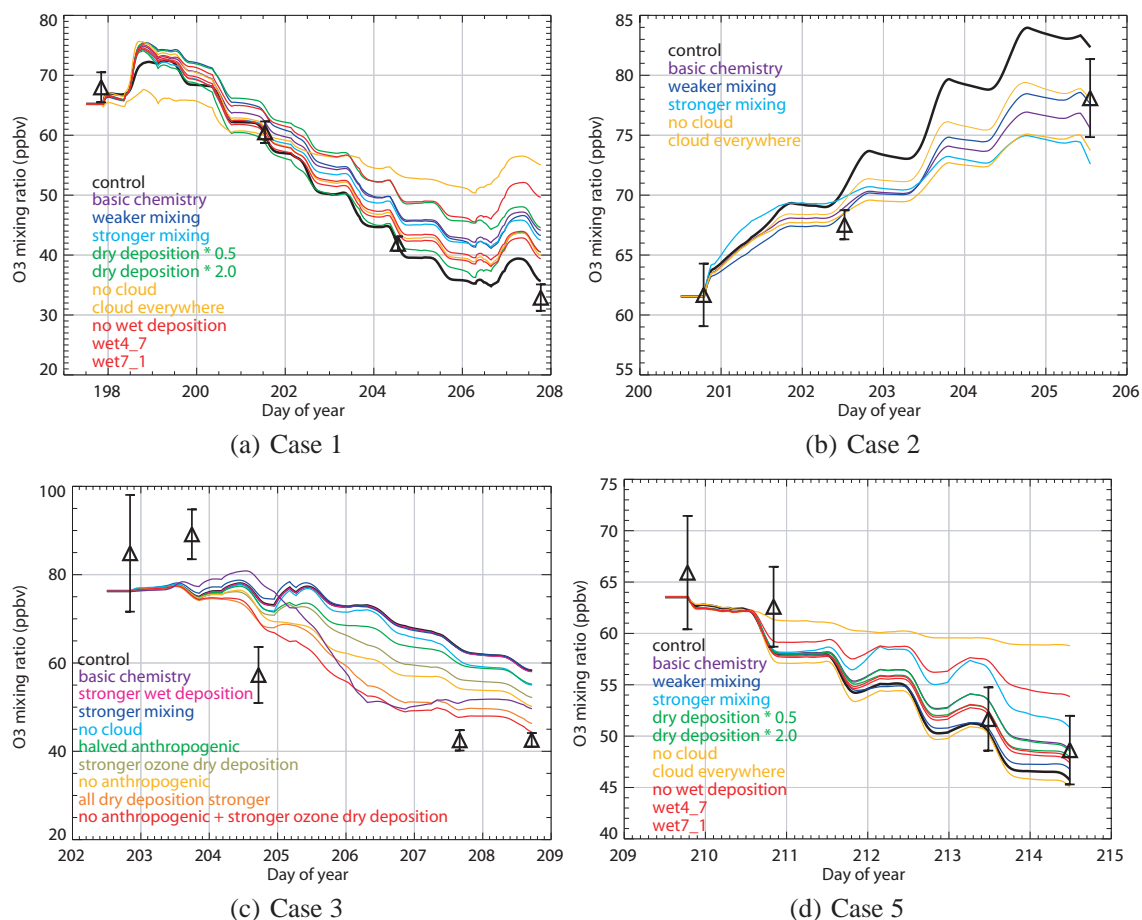 80
70
60
50
40
30
20
O3 mixing ratio (ppbv)
control
basic chemistry
weaker mixing
stronger mixing
dry deposition * 0.5
dry deposition * 2.0
no cloud
cloud everywhere
no wet deposition
wet4_7
wet7_1
198 200 202 204 206 208
Day of year
(a) Case 1
85
80
75
70
65
60
55
O3 mixing ratio (ppbv)
control
basic chemistry
weaker mixing
stronger mixing
no cloud
cloud everywhere
200 201 202 203 204 205 206
Day of year
(b) Case 2
100
80
60
40
20
O3 mixing ratio (ppbv)
control
basic chemistry
stronger wet deposition
stronger mixing
no cloud
halved anthropogenic
stronger ozone dry deposition
no anthropogenic
all dry deposition stronger
no anthropogenic + stronger ozone dry deposition
202 203 204 205 206 207 208 209
Day of year
(c) Case 3
75
70
65
60
55
50
45
40
O3 mixing ratio (ppbv)
control
basic chemistry
weaker mixing
stronger mixing
dry deposition * 0.5
dry deposition * 2.0
no cloud
cloud everywhere
no wet deposition
wet4_7
wet7_1
209 210 211 212 213 214 215
Day of year
(d) Case 5